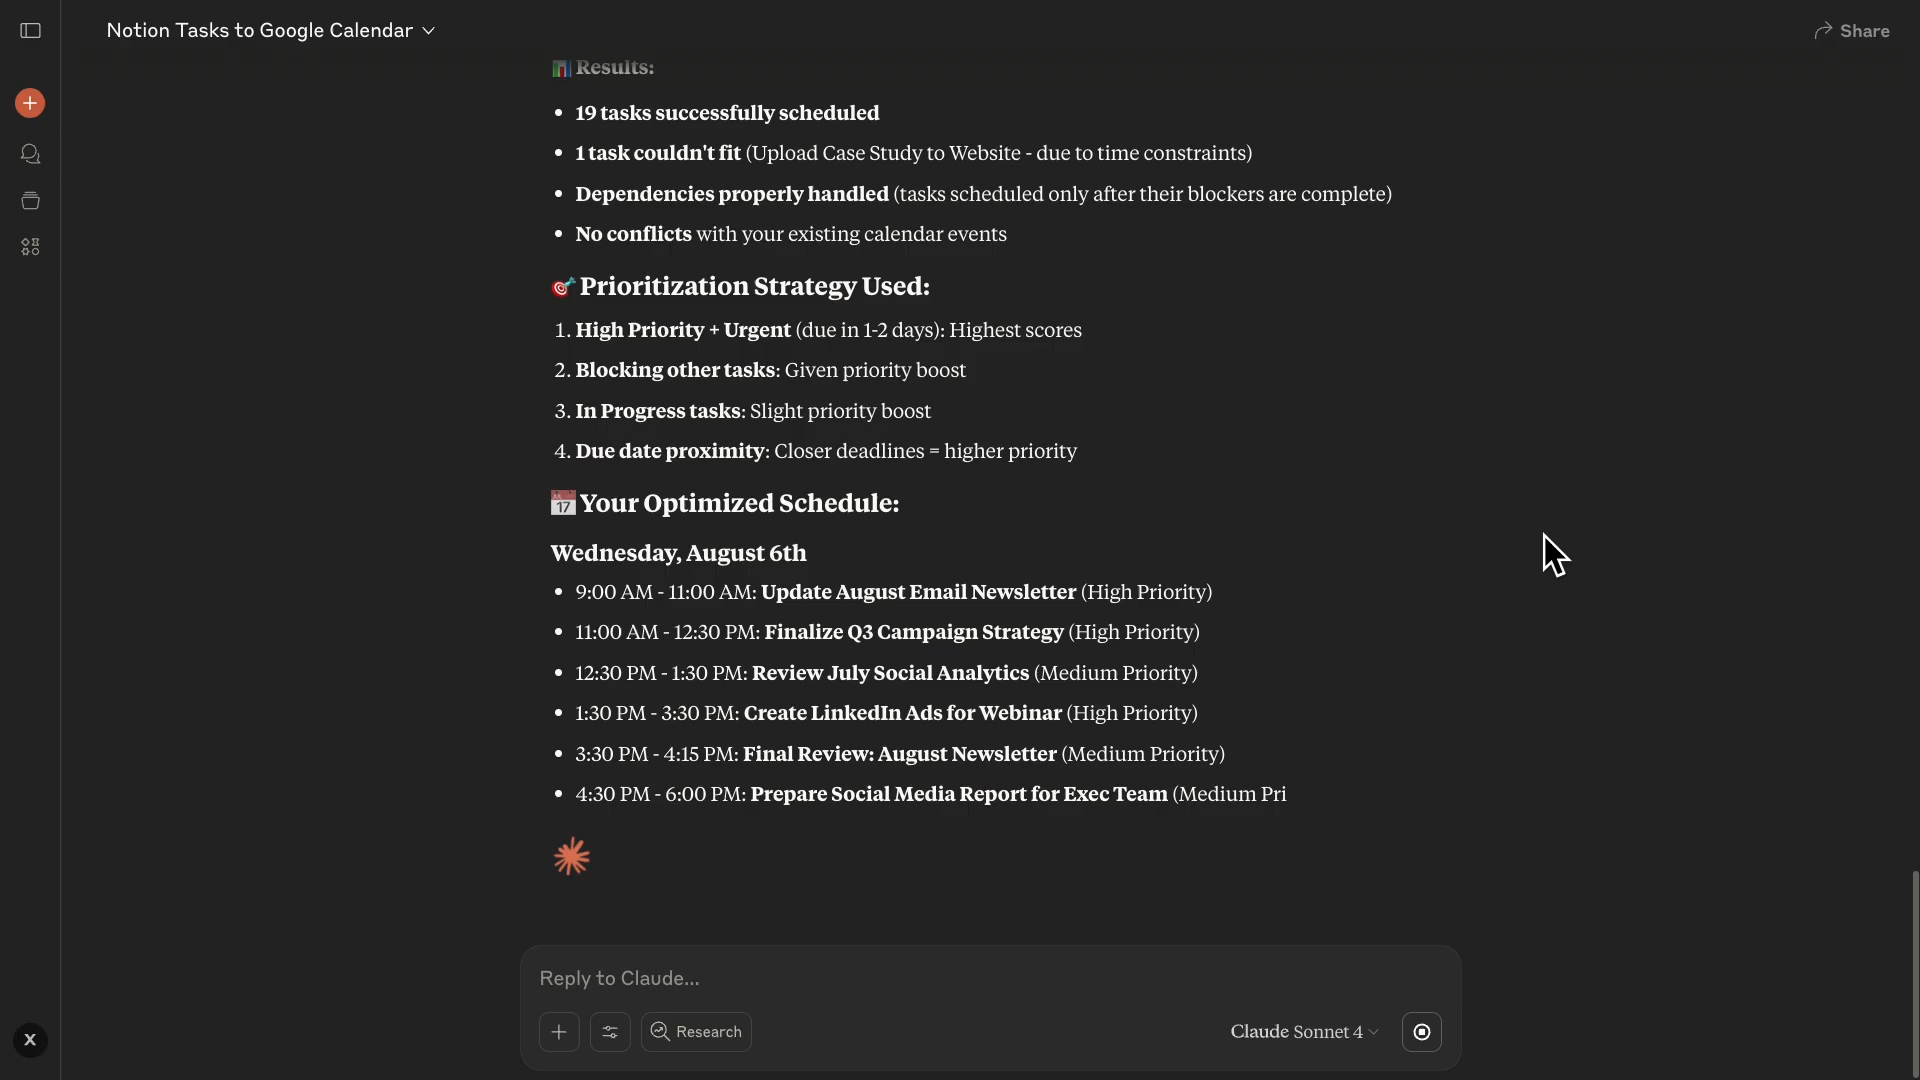 Notion Tasks to Google Calendar
Share
Results:
• 19 tasks successfully scheduled
• 1 task couldn't fit (Upload Case Study to Website - due to time constraints)
• Dependencies properly handled (tasks scheduled only after their blockers are complete)
• No conflicts with your existing calendar events
🎯 Prioritization Strategy Used:
1. High Priority + Urgent (due in 1-2 days): Highest scores
2. Blocking other tasks: Given priority boost
3. In Progress tasks: Slight priority boost
4. Due date proximity: Closer deadlines = higher priority
📅 Your Optimized Schedule:
Wednesday, August 6th
• 9:00 AM - 11:00 AM: Update August Email Newsletter (High Priority)
• 11:00 AM - 12:30 PM: Finalize Q3 Campaign Strategy (High Priority)
• 12:30 PM - 1:30 PM: Review July Social Analytics (Medium Priority)
• 1:30 PM - 3:30 PM: Create LinkedIn Ads for Webinar (High Priority)
• 3:30 PM - 4:15 PM: Final Review: August Newsletter (Medium Priority)
• 4:30 PM - 6:00 PM: Prepare Social Media Report for Exec Team (Medium Pri
Reply to Claude...
Research
Claude Sonnet 4
X